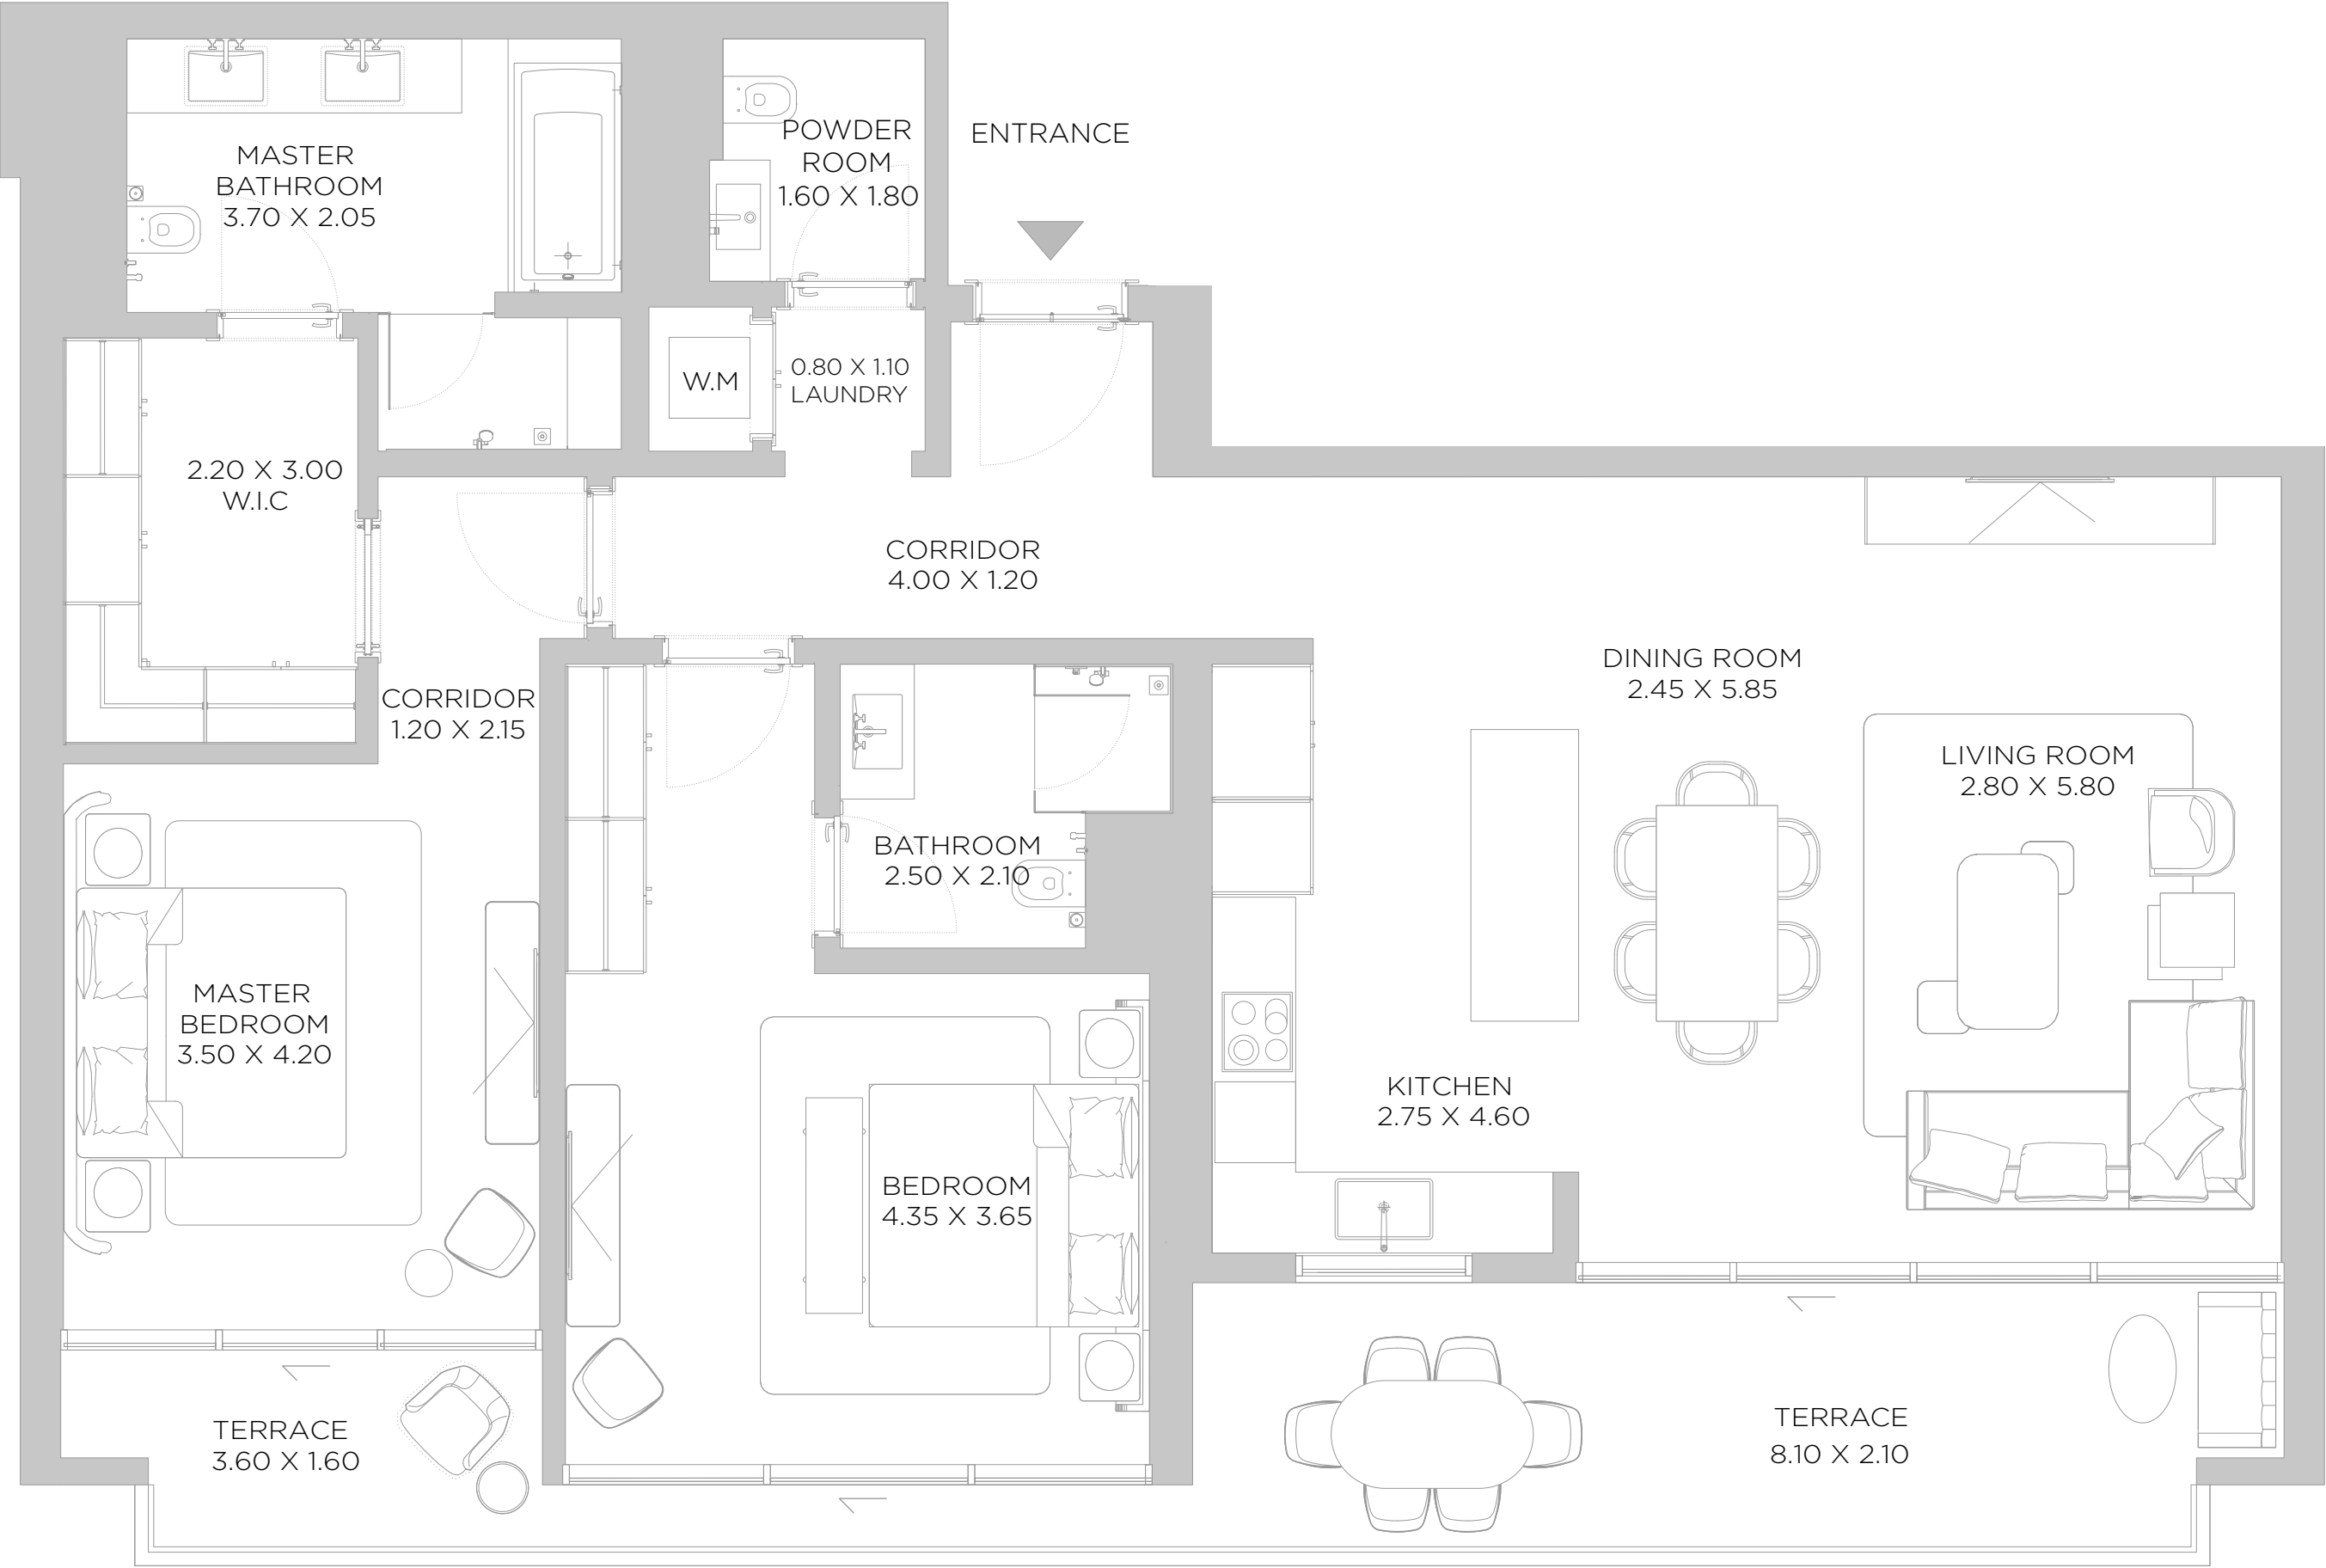 MASTER
BATHROOM
3.70 X 2.05
POWDER
ROOM
1.60 X 1.80
ENTRANCE
W.M
0.80 X 1.10
LAUNDRY
2.20 X 3.00
W.I.C
CORRIDOR
4.00 X 1.20
CORRIDOR
1.20 X 2.15
DINING ROOM
2.45 X 5.85
LIVING ROOM
2.80 X 5.80
BATHROOM
2.50 X 2.10
MASTER
BEDROOM
3.50 X 4.20
KITCHEN
2.75 X 4.60
BEDROOM
4.35 X 3.65
TERRACE
3.60 X 1.60
TERRACE
8.10 X 2.10